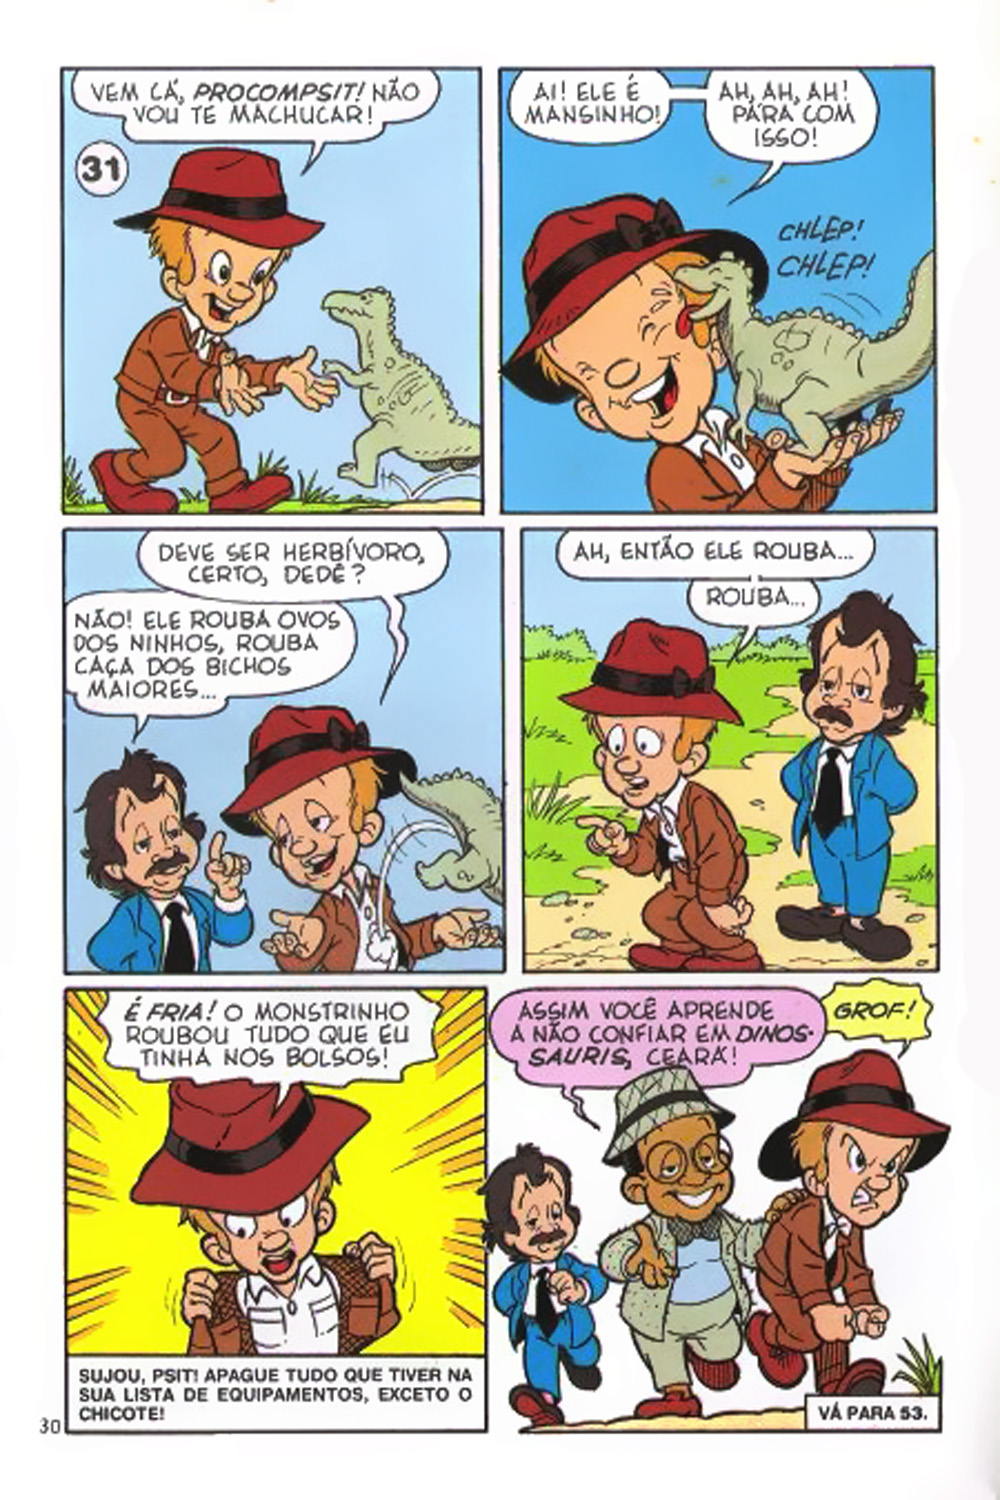 VEM CÁ, PROCOMPSIT! NÃO
VOU TE MACHUCAR!
31
AI! ELE É
MANSINHO!
AH, AH, AH!
PÁRA COM
ISSO!
CHLEP!
CHLEP!
DEVE SER HERBÍVORO,
CERTO, DEDÉ?
NÃO! ELE ROUBA OVOS
DOS NINHOS, ROUBA
CAÇA DOS BICHOS
MAIORES...
AH, ENTÃO ELE ROUBA...
ROUBA...
É FRIA! O MONSTRINHO
ROUBOU TUDO QUE EU
TINHA NOS BOLSOS!
SUJOU, PSIT! APAGUE TUDO QUE TIVER NA
SUA LISTA DE EQUIPAMENTOS, EXCETO O
CHICOTE!
ASSIM VOCÊ APRENDE
A NÃO CONFIAR EM DINOS-
SAURIS, CEARÁ!
GROF!
VÁ PARA 53.
30